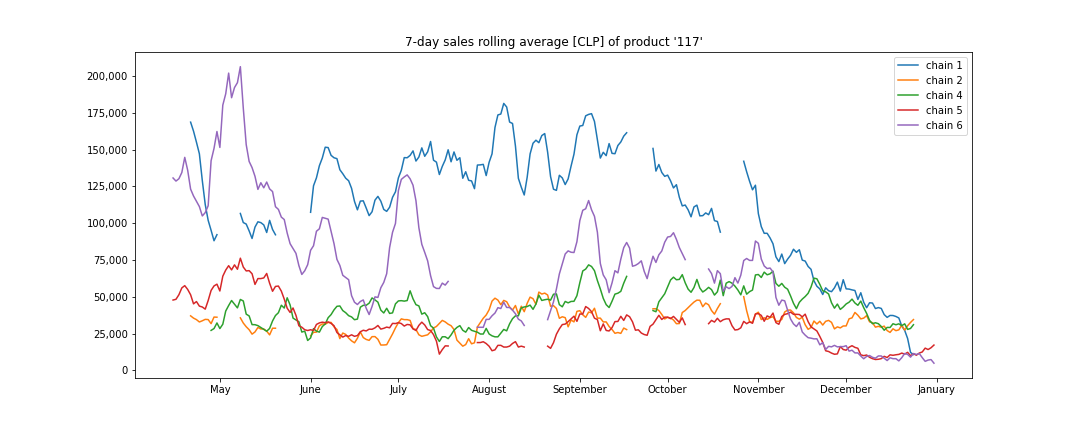 7-day sales rolling average [CLP] of product '117'
200,000
175,000
150,000
125,000
100,000
75,000
50,000
25,000
0
chain 1
chain 2
chain 4
chain 5
chain 6
May June July August September October November December January